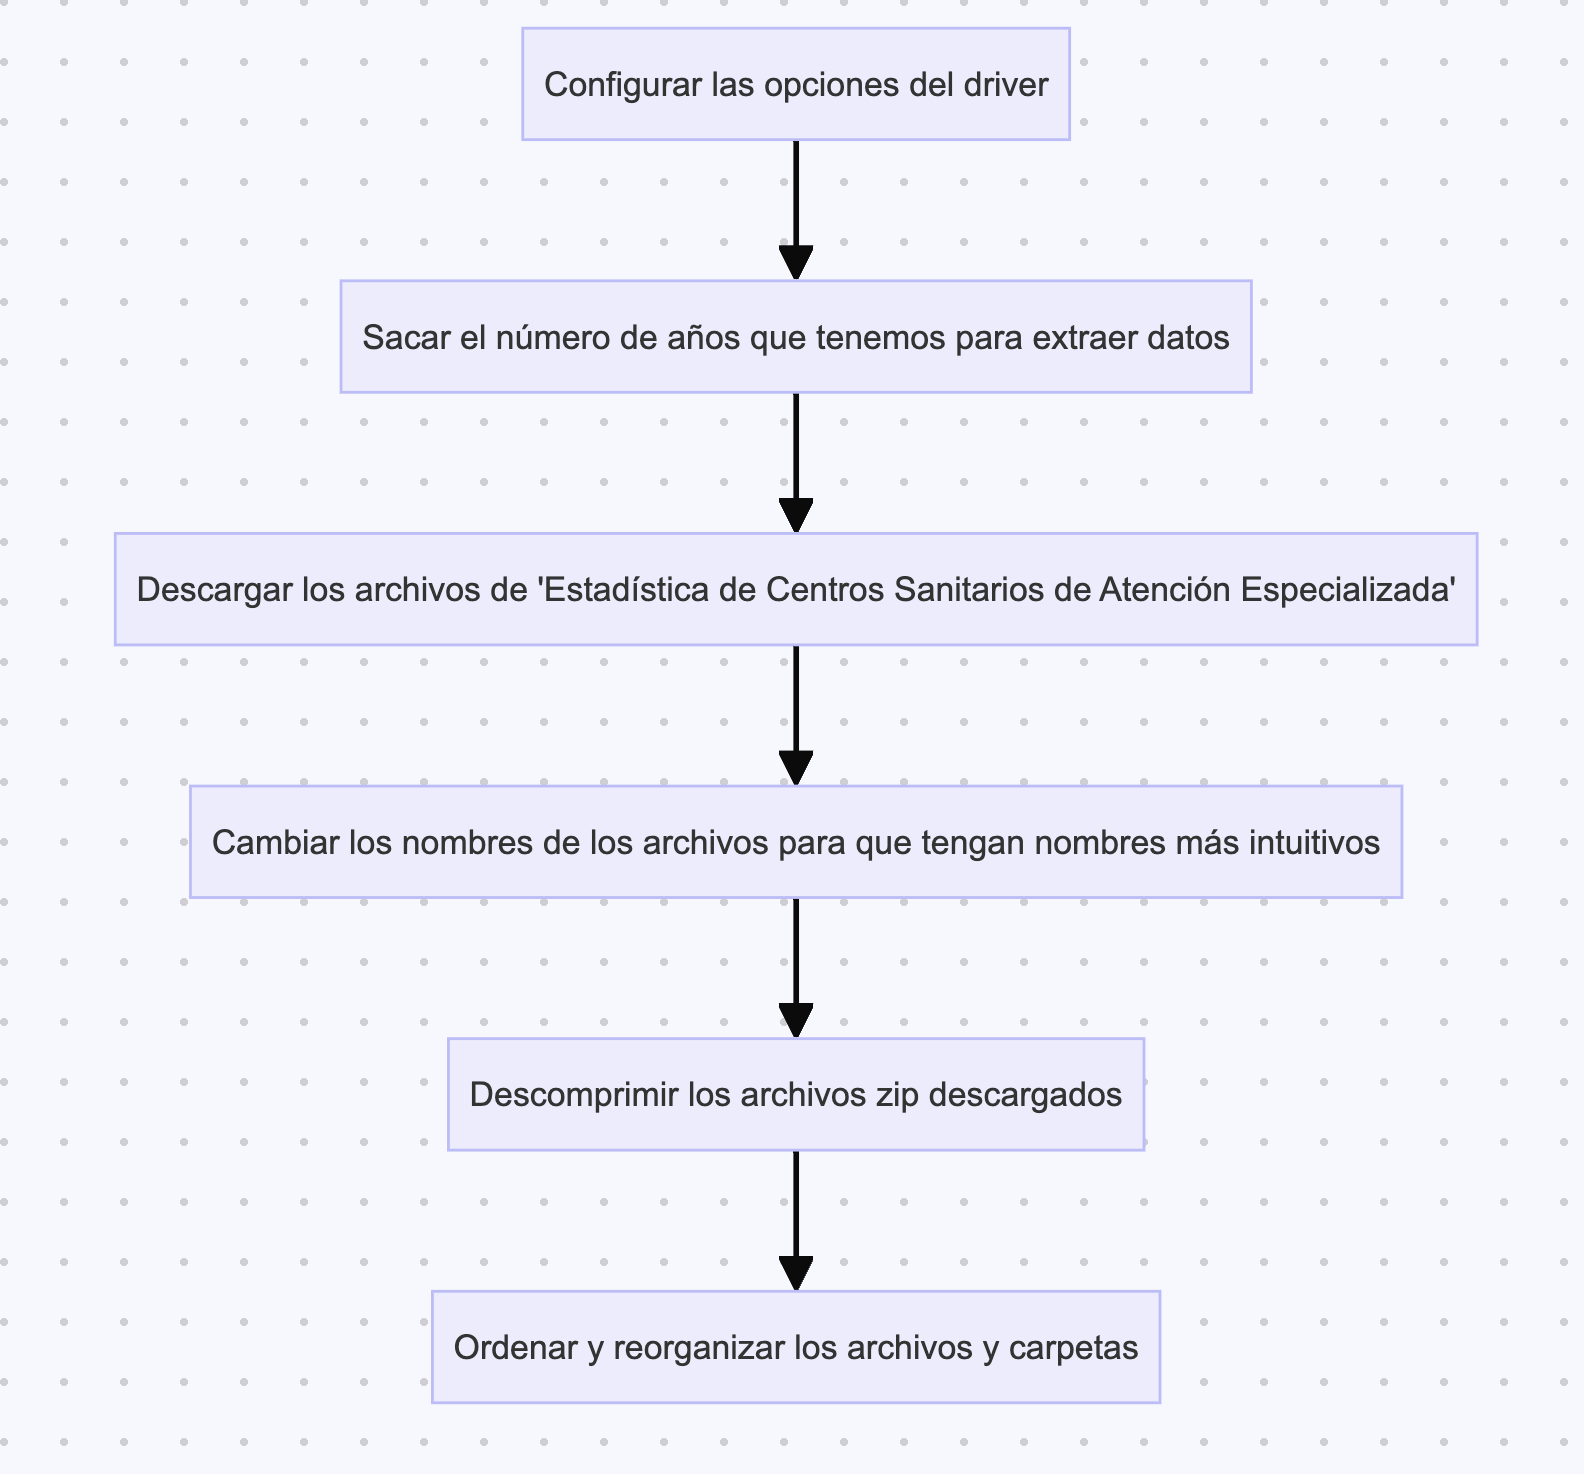 Configurar las opciones del driver
Sacar el número de años que tenemos para extraer datos
Descargar los archivos de 'Estadística de Centros Sanitarios de Atención Especializada'
Cambiar los nombres de los archivos para que tengan nombres más intuitivos
Descomprimir los archivos zip descargados
Ordenar y reorganizar los archivos y carpetas